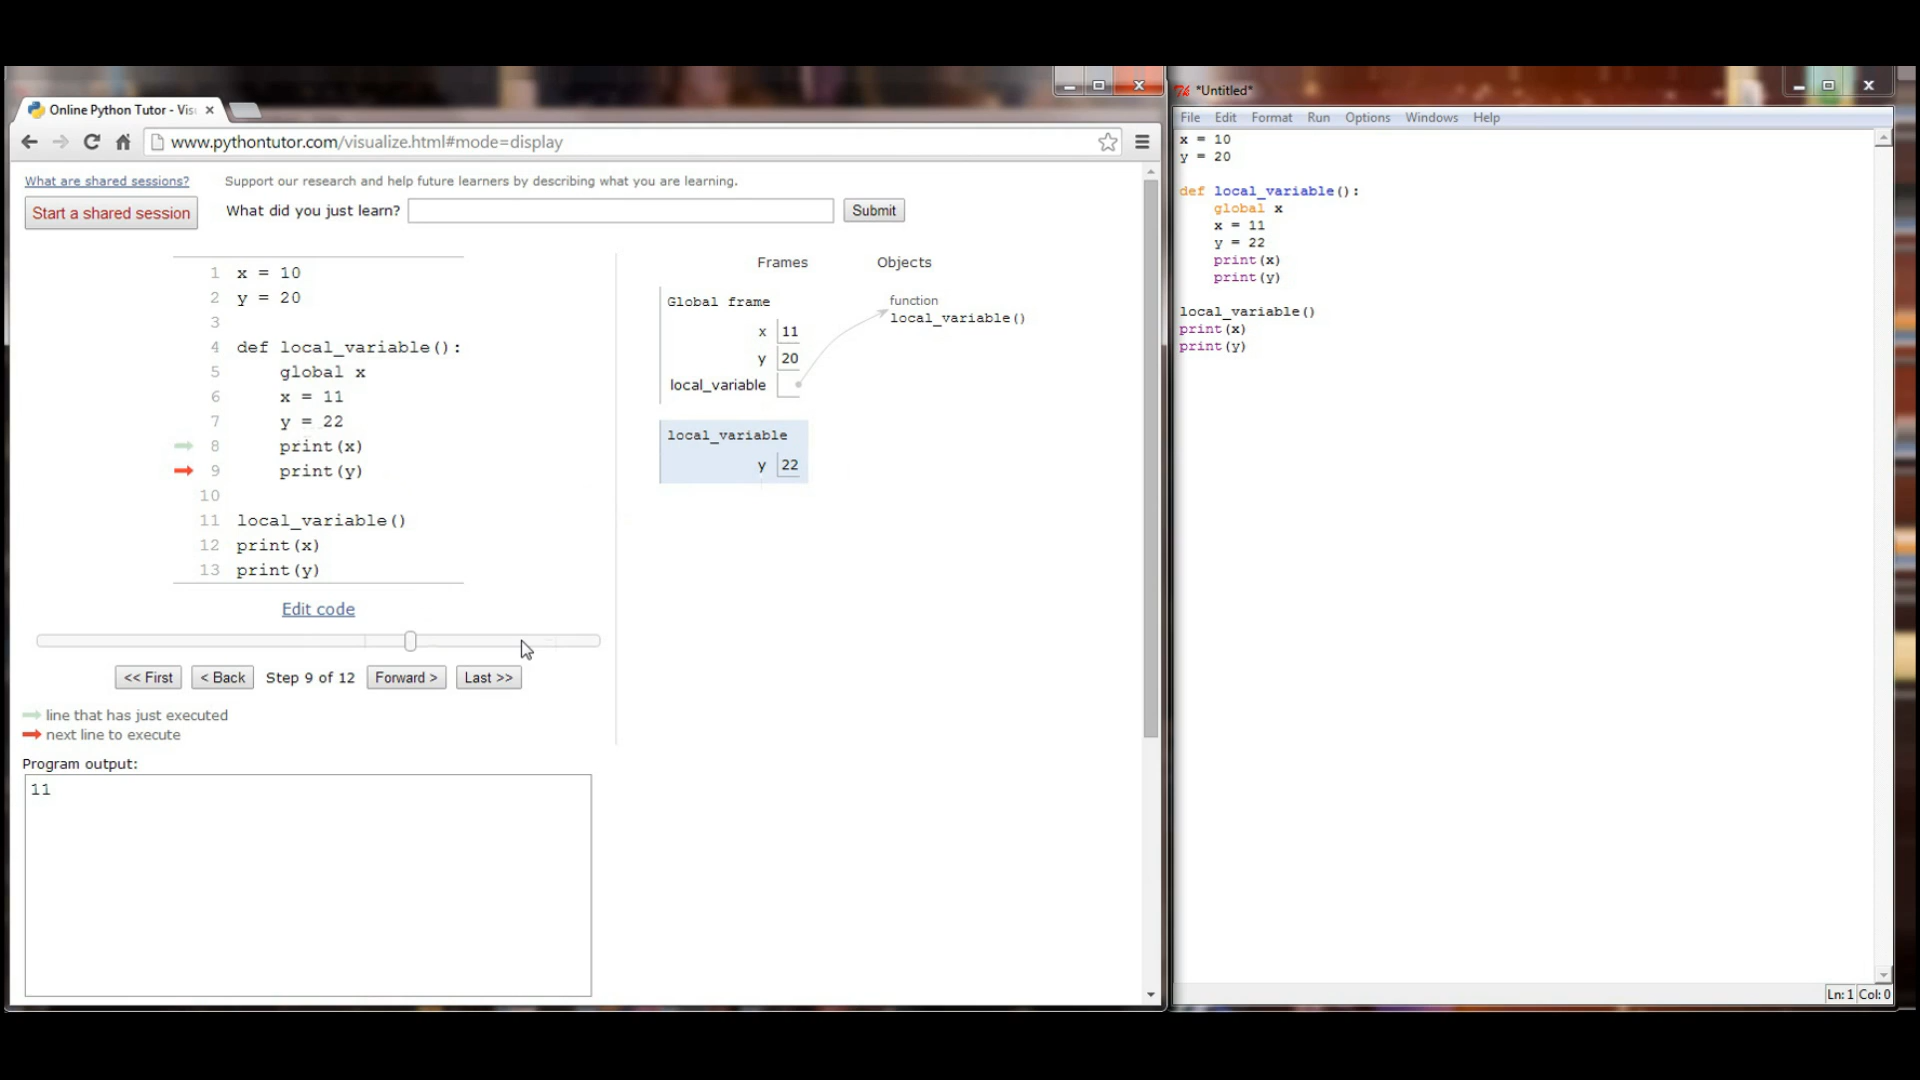 Online Python Tutor - Vis
www.pythontutor.com/visualize.html#mode=display
What are shared sessions?
Support our research and help future learners by describing what you are learning.
Start a shared session
What did you just learn?
Submit
1 x = 10
2 y = 20
3
4 def local_variable():
5 global x
6 x = 11
7 y = 22
8 print(x)
9 print(y)
10
11 local_variable()
12 print(x)
13 print(y)
Edit code
<< First < Back Step 9 of 12 Forward > Last >>
line that has just executed
next line to execute
Program output:
11
Frames Objects
Global frame
x 11
y 20
local_variable
function
local_variable()
local_variable
y 22
*Untitled*
File Edit Format Run Options Windows Help
x = 10
y = 20
def local_variable():
global x
x = 11
y = 22
print(x)
print(y)
local_variable()
print(x)
print(y)
Ln: 1 Col: 0